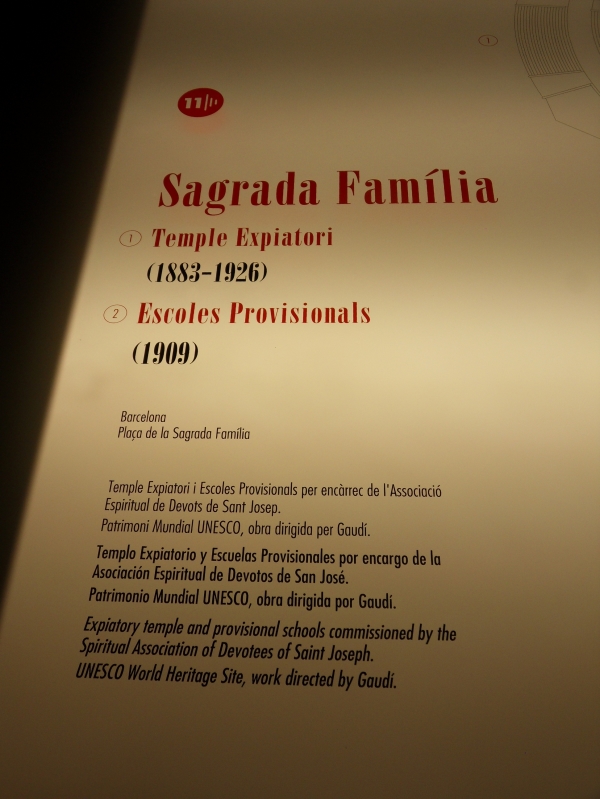 1
11
Sagrada Família
1 Temple Expiatori
(1883-1926)
2 Escoles Provisionals
(1909)
Barcelona
Plaça de la Sagrada Família
Temple Expiatori i Escoles Provisionals per encàrrec de l'Associació
Espiritual de Devots de Sant Josep.
Patrimoni Mundial UNESCO, obra dirigida per Gaudí.
Templo Expiatorio y Escuelas Provisionales por encargo de la
Asociación Espiritual de Devotos de San José.
Patrimonio Mundial UNESCO, obra dirigida por Gaudí.
Expiatory temple and provisional schools commissioned by the
Spiritual Association of Devotees of Saint Joseph.
UNESCO World Heritage Site, work directed by Gaudí.